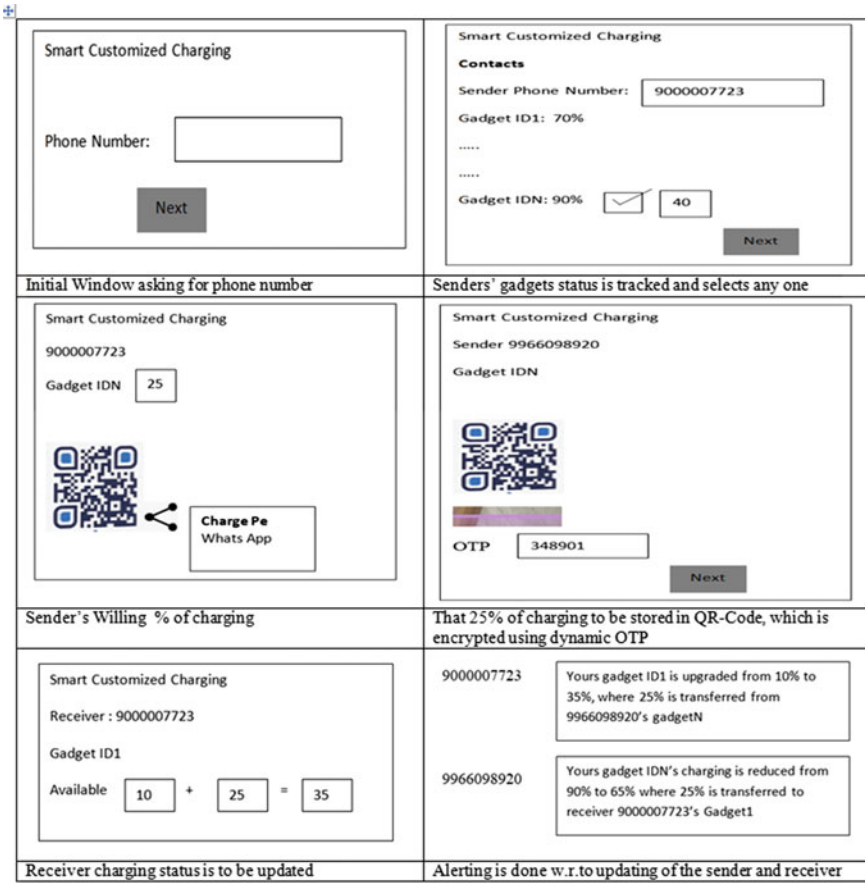 Smart Customized Charging
Phone Number:
Next
Initial Window asking for phone number
Smart Customized Charging
Contacts
Sender Phone Number: 9000007723
Gadget ID1: 70%
.....
.....
Gadget IDN: 90% 40
Next
Senders' gadgets status is tracked and selects any one
Smart Customized Charging
9000007723
Gadget IDN 25
Charge Pe
Whats App
Sender's Willing % of charging
Smart Customized Charging
Sender 9966098920
Gadget IDN
OTP 348901
Next
That 25% of charging to be stored in QR-Code, which is
encrypted using dynamic OTP
Smart Customized Charging
Receiver : 9000007723
Gadget ID1
Available 10 + 25 = 35
Receiver charging status is to be updated
9000007723
Yours gadget ID1 is upgraded from 10% to
35%, where 25% is transferred from
9966098920's gadgetN
9966098920
Yours gadget IDN's charging is reduced from
90% to 65% where 25% is transferred to
receiver 9000007723's Gadget1
Alerting is done w.r.to updating of the sender and receiver